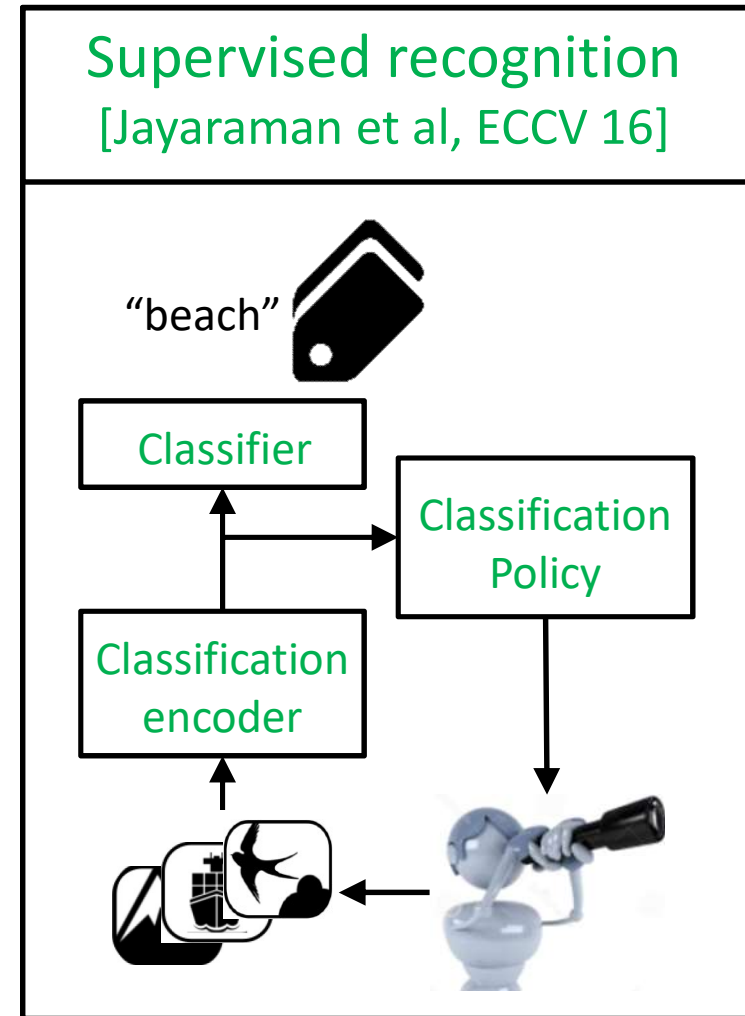 Supervised recognition
[Jayaraman et al, ECCV 16]
“beach”
Classifier
Classification
Policy
Classification
encoder